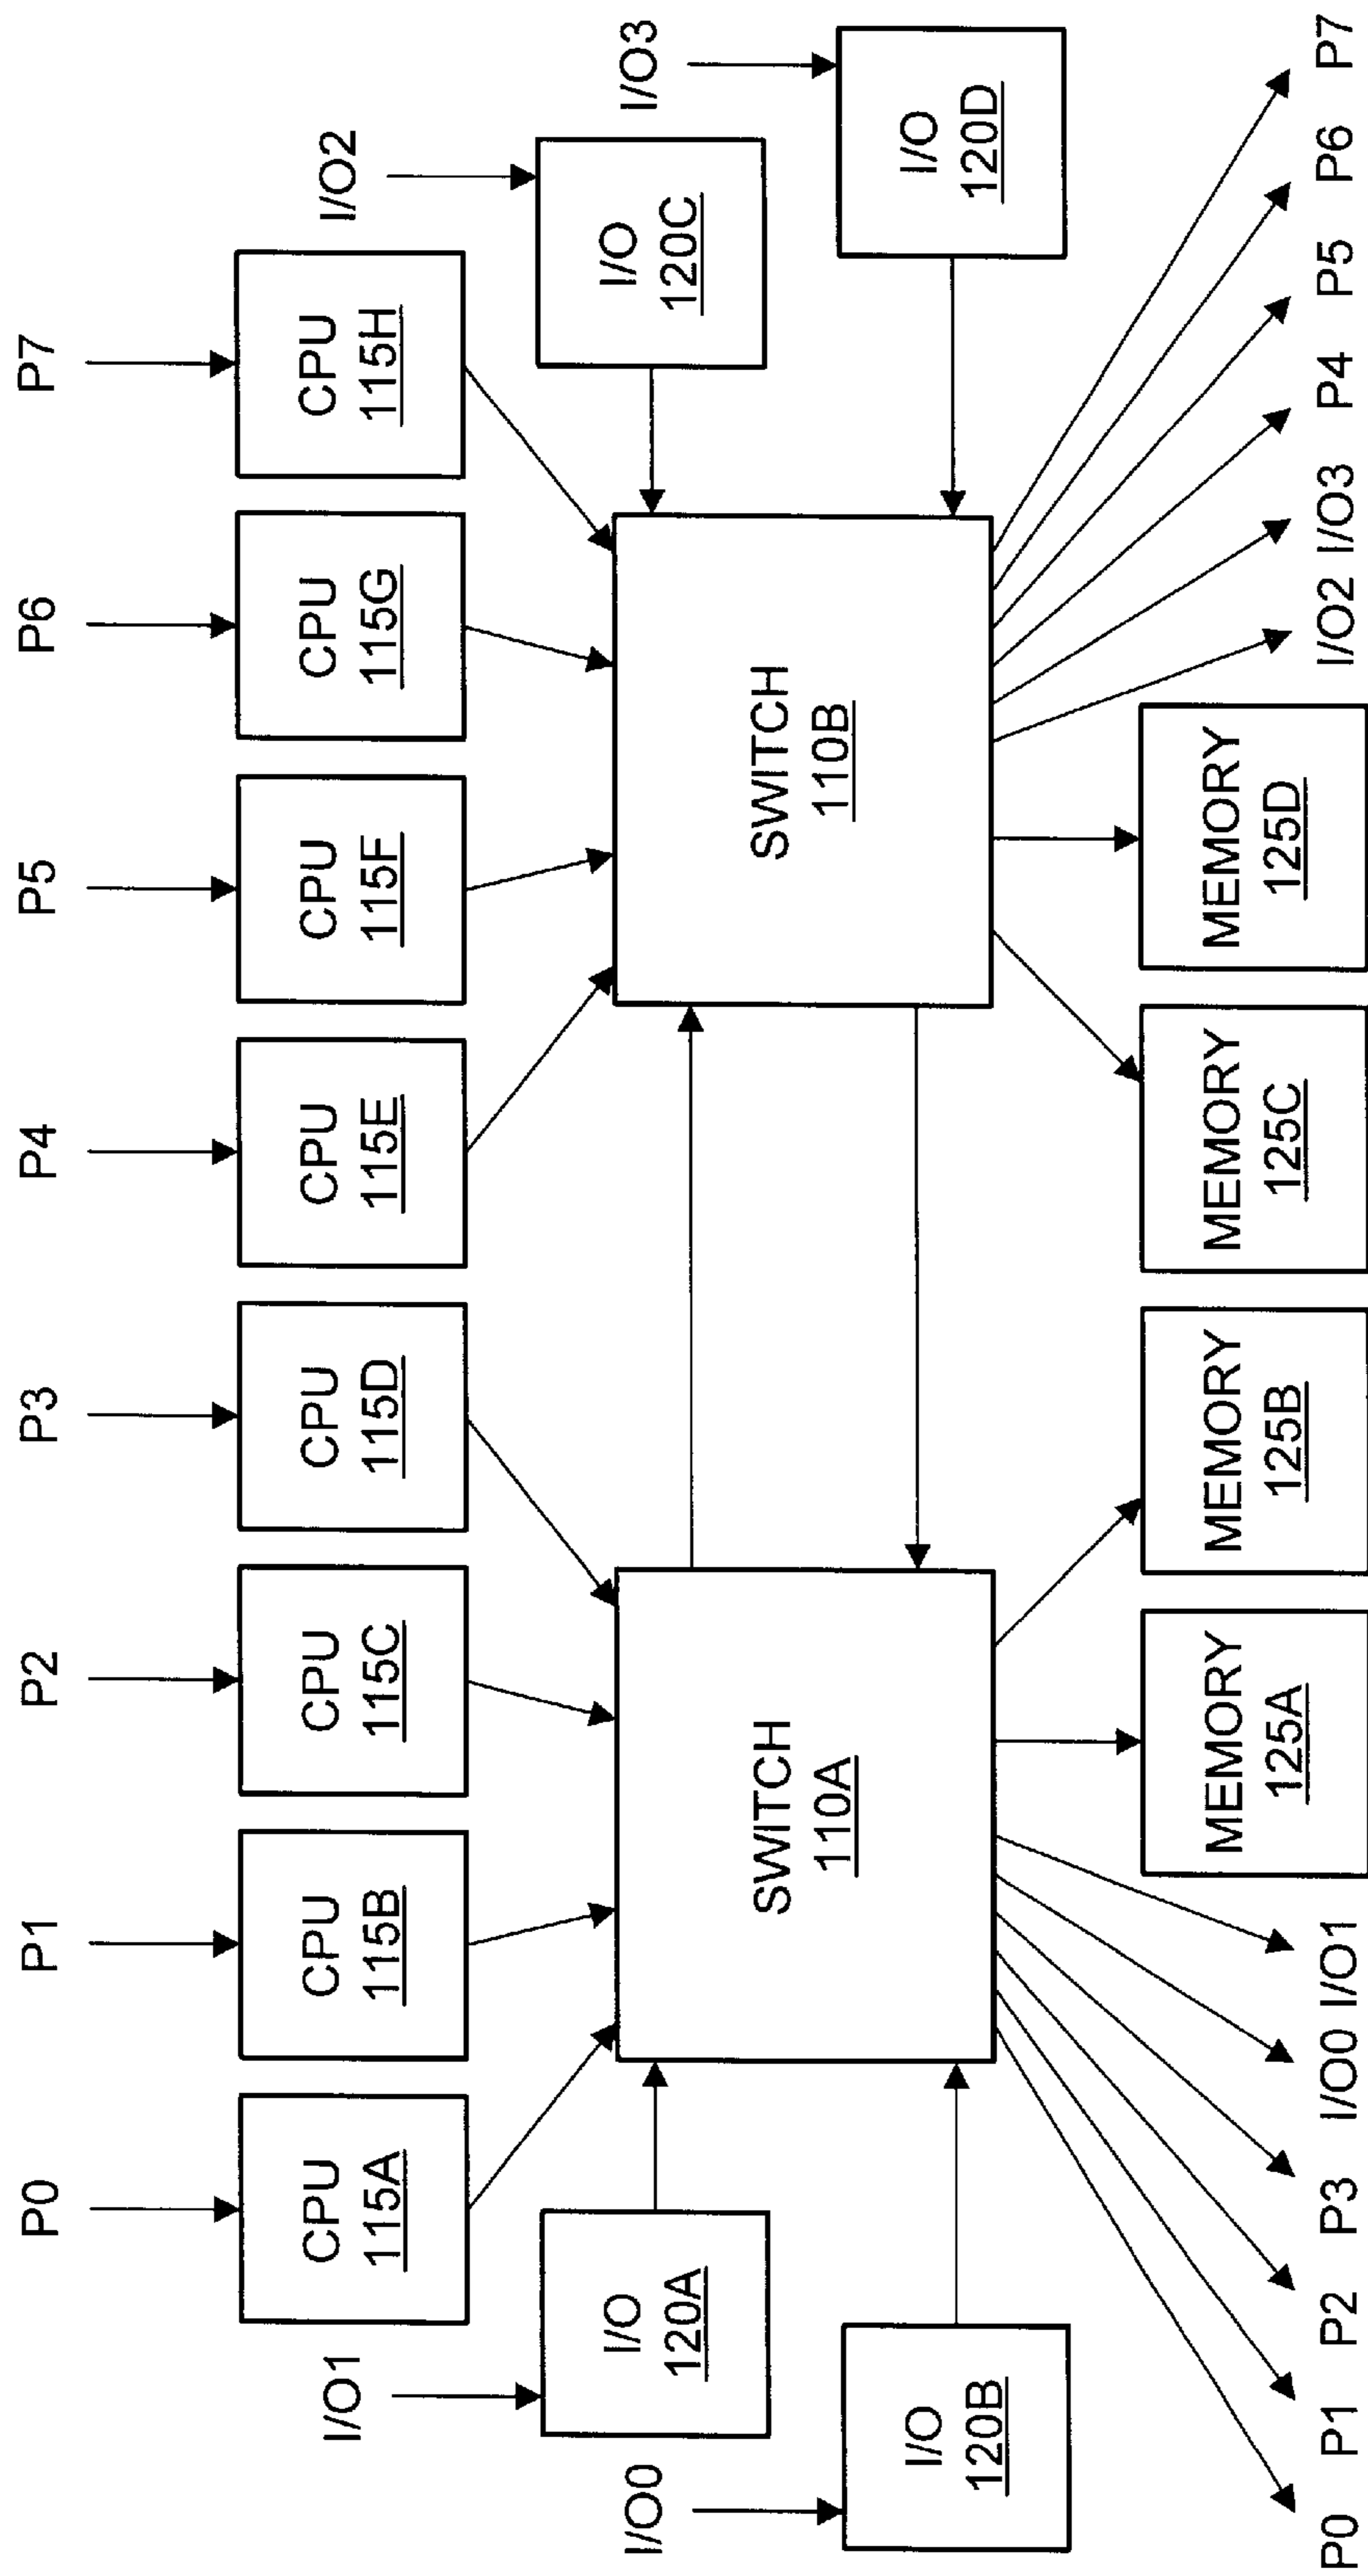 P0 P1 P2 P3 P4 P5 P6 P7
CPU
115A
CPU
115B
CPU
115C
CPU
115D
CPU
115E
CPU
115F
CPU
115G
CPU
115H
I/O1
I/O2
I/O
120A
I/O
120C
I/O0
I/O3
SWITCH
110A
SWITCH
110B
I/O
120B
I/O
120D
MEMORY
125A
MEMORY
125B
MEMORY
125C
MEMORY
125D
P0 P1 P2 P3 I/O0 I/O1 I/O2 I/O3 P4 P5 P6 P7